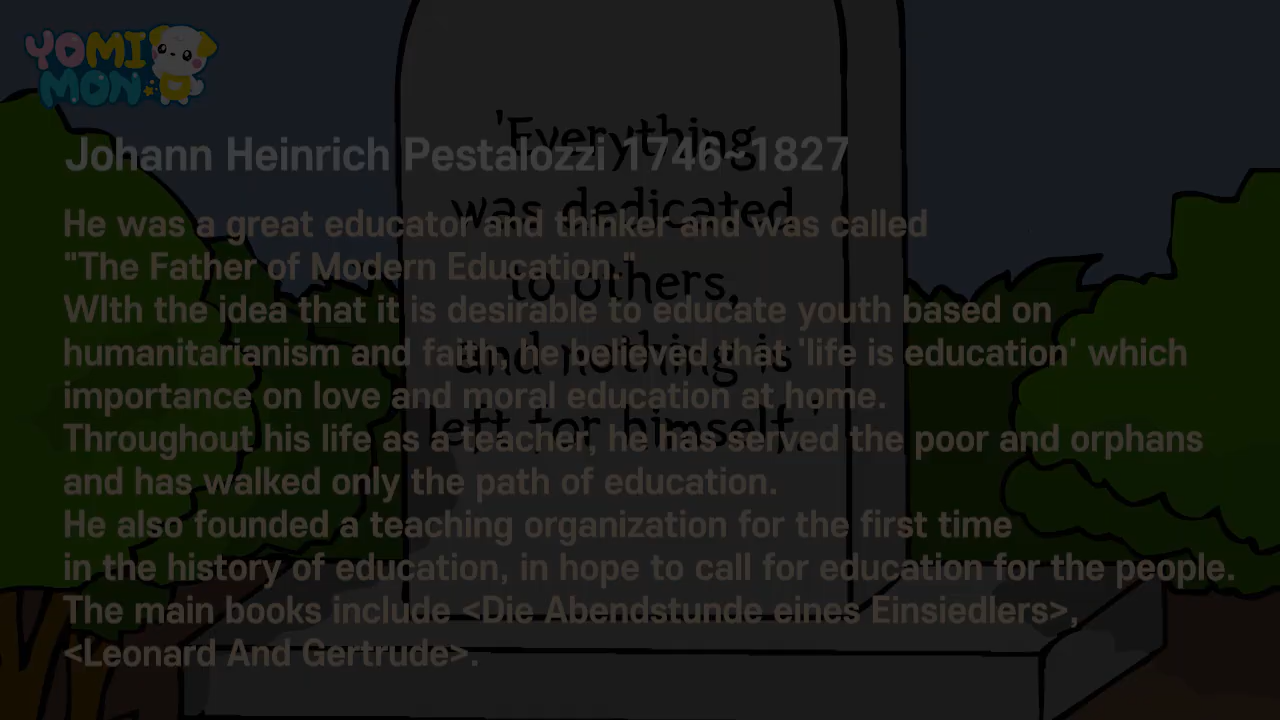 YOMI
MON
Johann Heinrich Pestalozzi 1746~1827
He was a great educator and thinker and was called
"The Father of Modern Education."
WIth the idea that it is desirable to educate youth based on
humanitarianism and faith, he believed that 'life is education' which
importance on love and moral education at home.
Throughout his life as a teacher, he has served the poor and orphans
and has walked only the path of education.
He also founded a teaching organization for the first time
in the history of education, in hope to call for education for the people.
The main books include <Die Abendstunde eines Einsiedlers>,
<Leonard And Gertrude>.
'Everything
was dedicated
to others,
and nothing is
left for himself.'